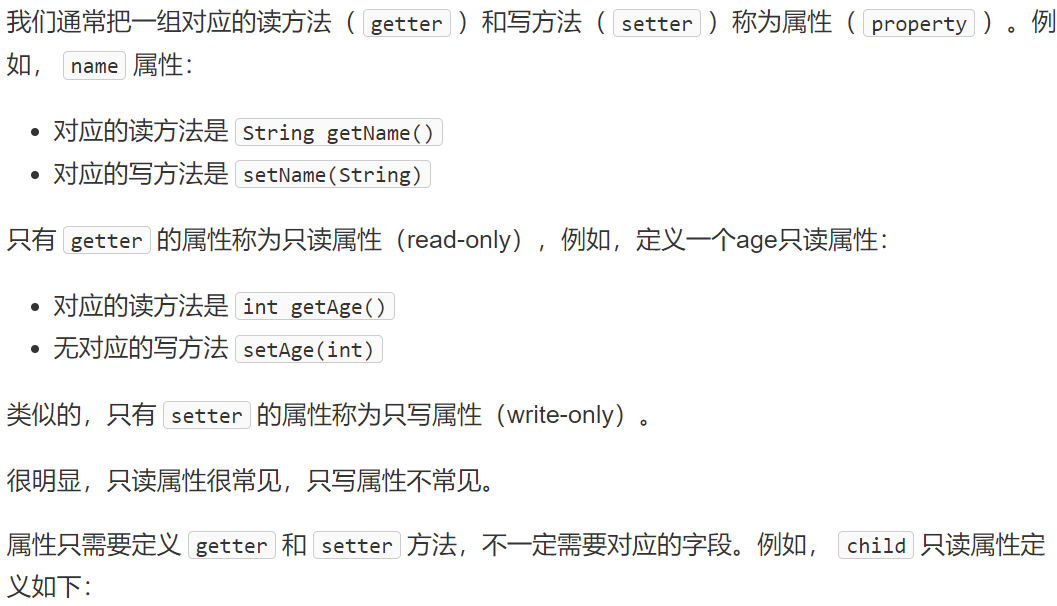 我们通常把一组对应的读方法（ getter ）和写方法（ setter ）称为属性（ property ）。例
如， name 属性：
• 对应的读方法是 String getName()
• 对应的写方法是 setName(String)
只有 getter 的属性称为只读属性（read-only），例如，定义一个age只读属性：
• 对应的读方法是 int getAge()
• 无对应的写方法 setAge(int)
类似的，只有 setter 的属性称为只写属性（write-only）。
很明显，只读属性很常见，只写属性不常见。
属性只需要定义 getter 和 setter 方法，不一定需要对应的字段。例如， child 只读属性定
义如下：